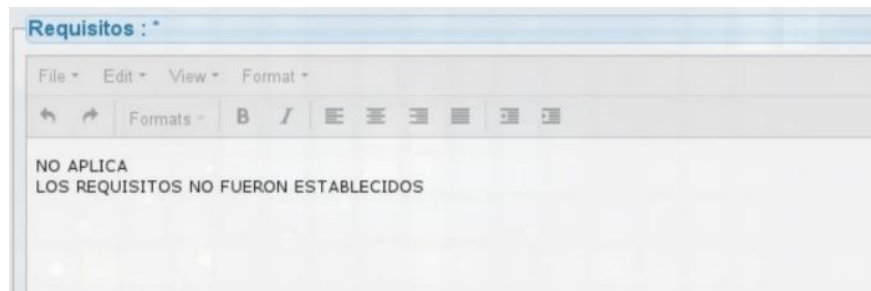 Requisitos : *
File Edit View Format
Formats B I
NO APLICA
LOS REQUISITOS NO FUERON ESTABLECIDOS